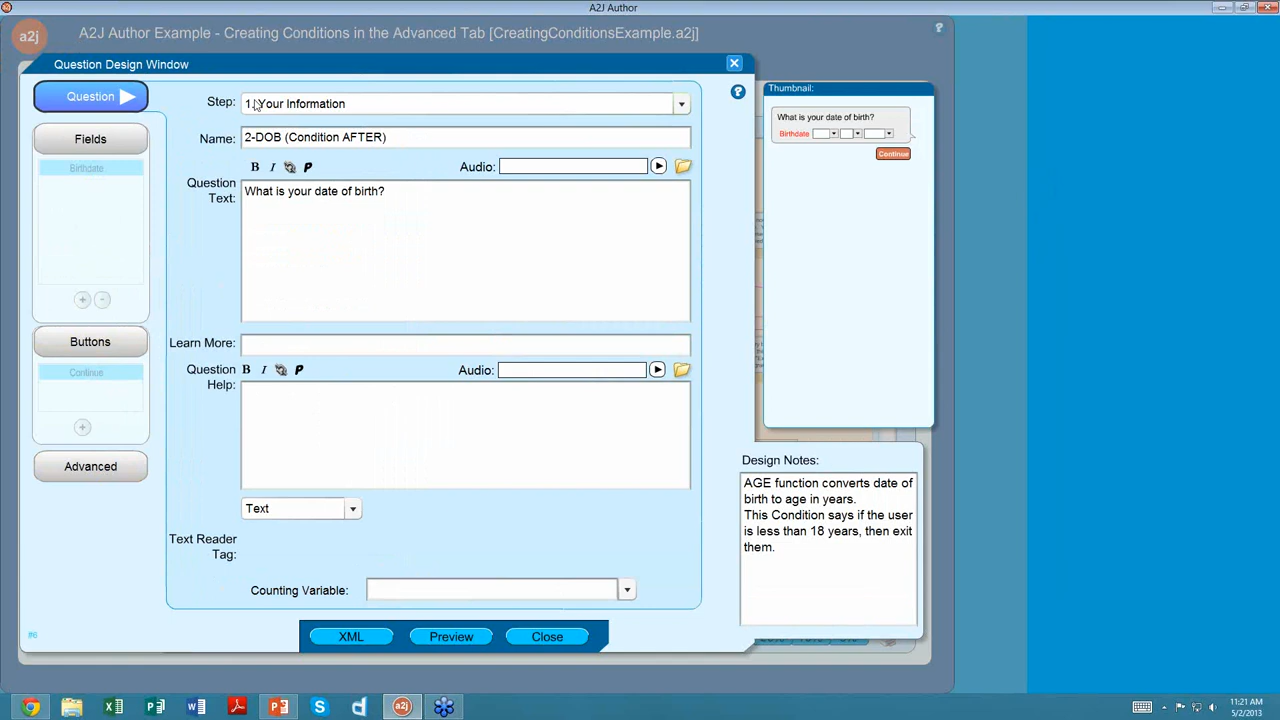 A2J Author
a2j
A2J Author Example - Creating Conditions in the Advanced Tab [CreatingConditionsExample.a2j]
?
Question Design Window
Question
Step:
1. Your Information
?
Thumbnail:
What is your date of birth?
Birthdate
Continue
Fields
Name:
2-DOB (Condition AFTER)
Birthdate
B I P
Audio:
Question
Text:
What is your date of birth?
+ -
Buttons
Learn More:
Continue
Question
Help:
B I P
Audio:
+
Advanced
Design Notes:
AGE function converts date of
birth to age in years.
This Condition says if the user
is less than 18 years, then exit
them.
Text
Text Reader
Tag:
Counting Variable:
#6
XML
Preview
Close
11:21 AM
5/2/2013